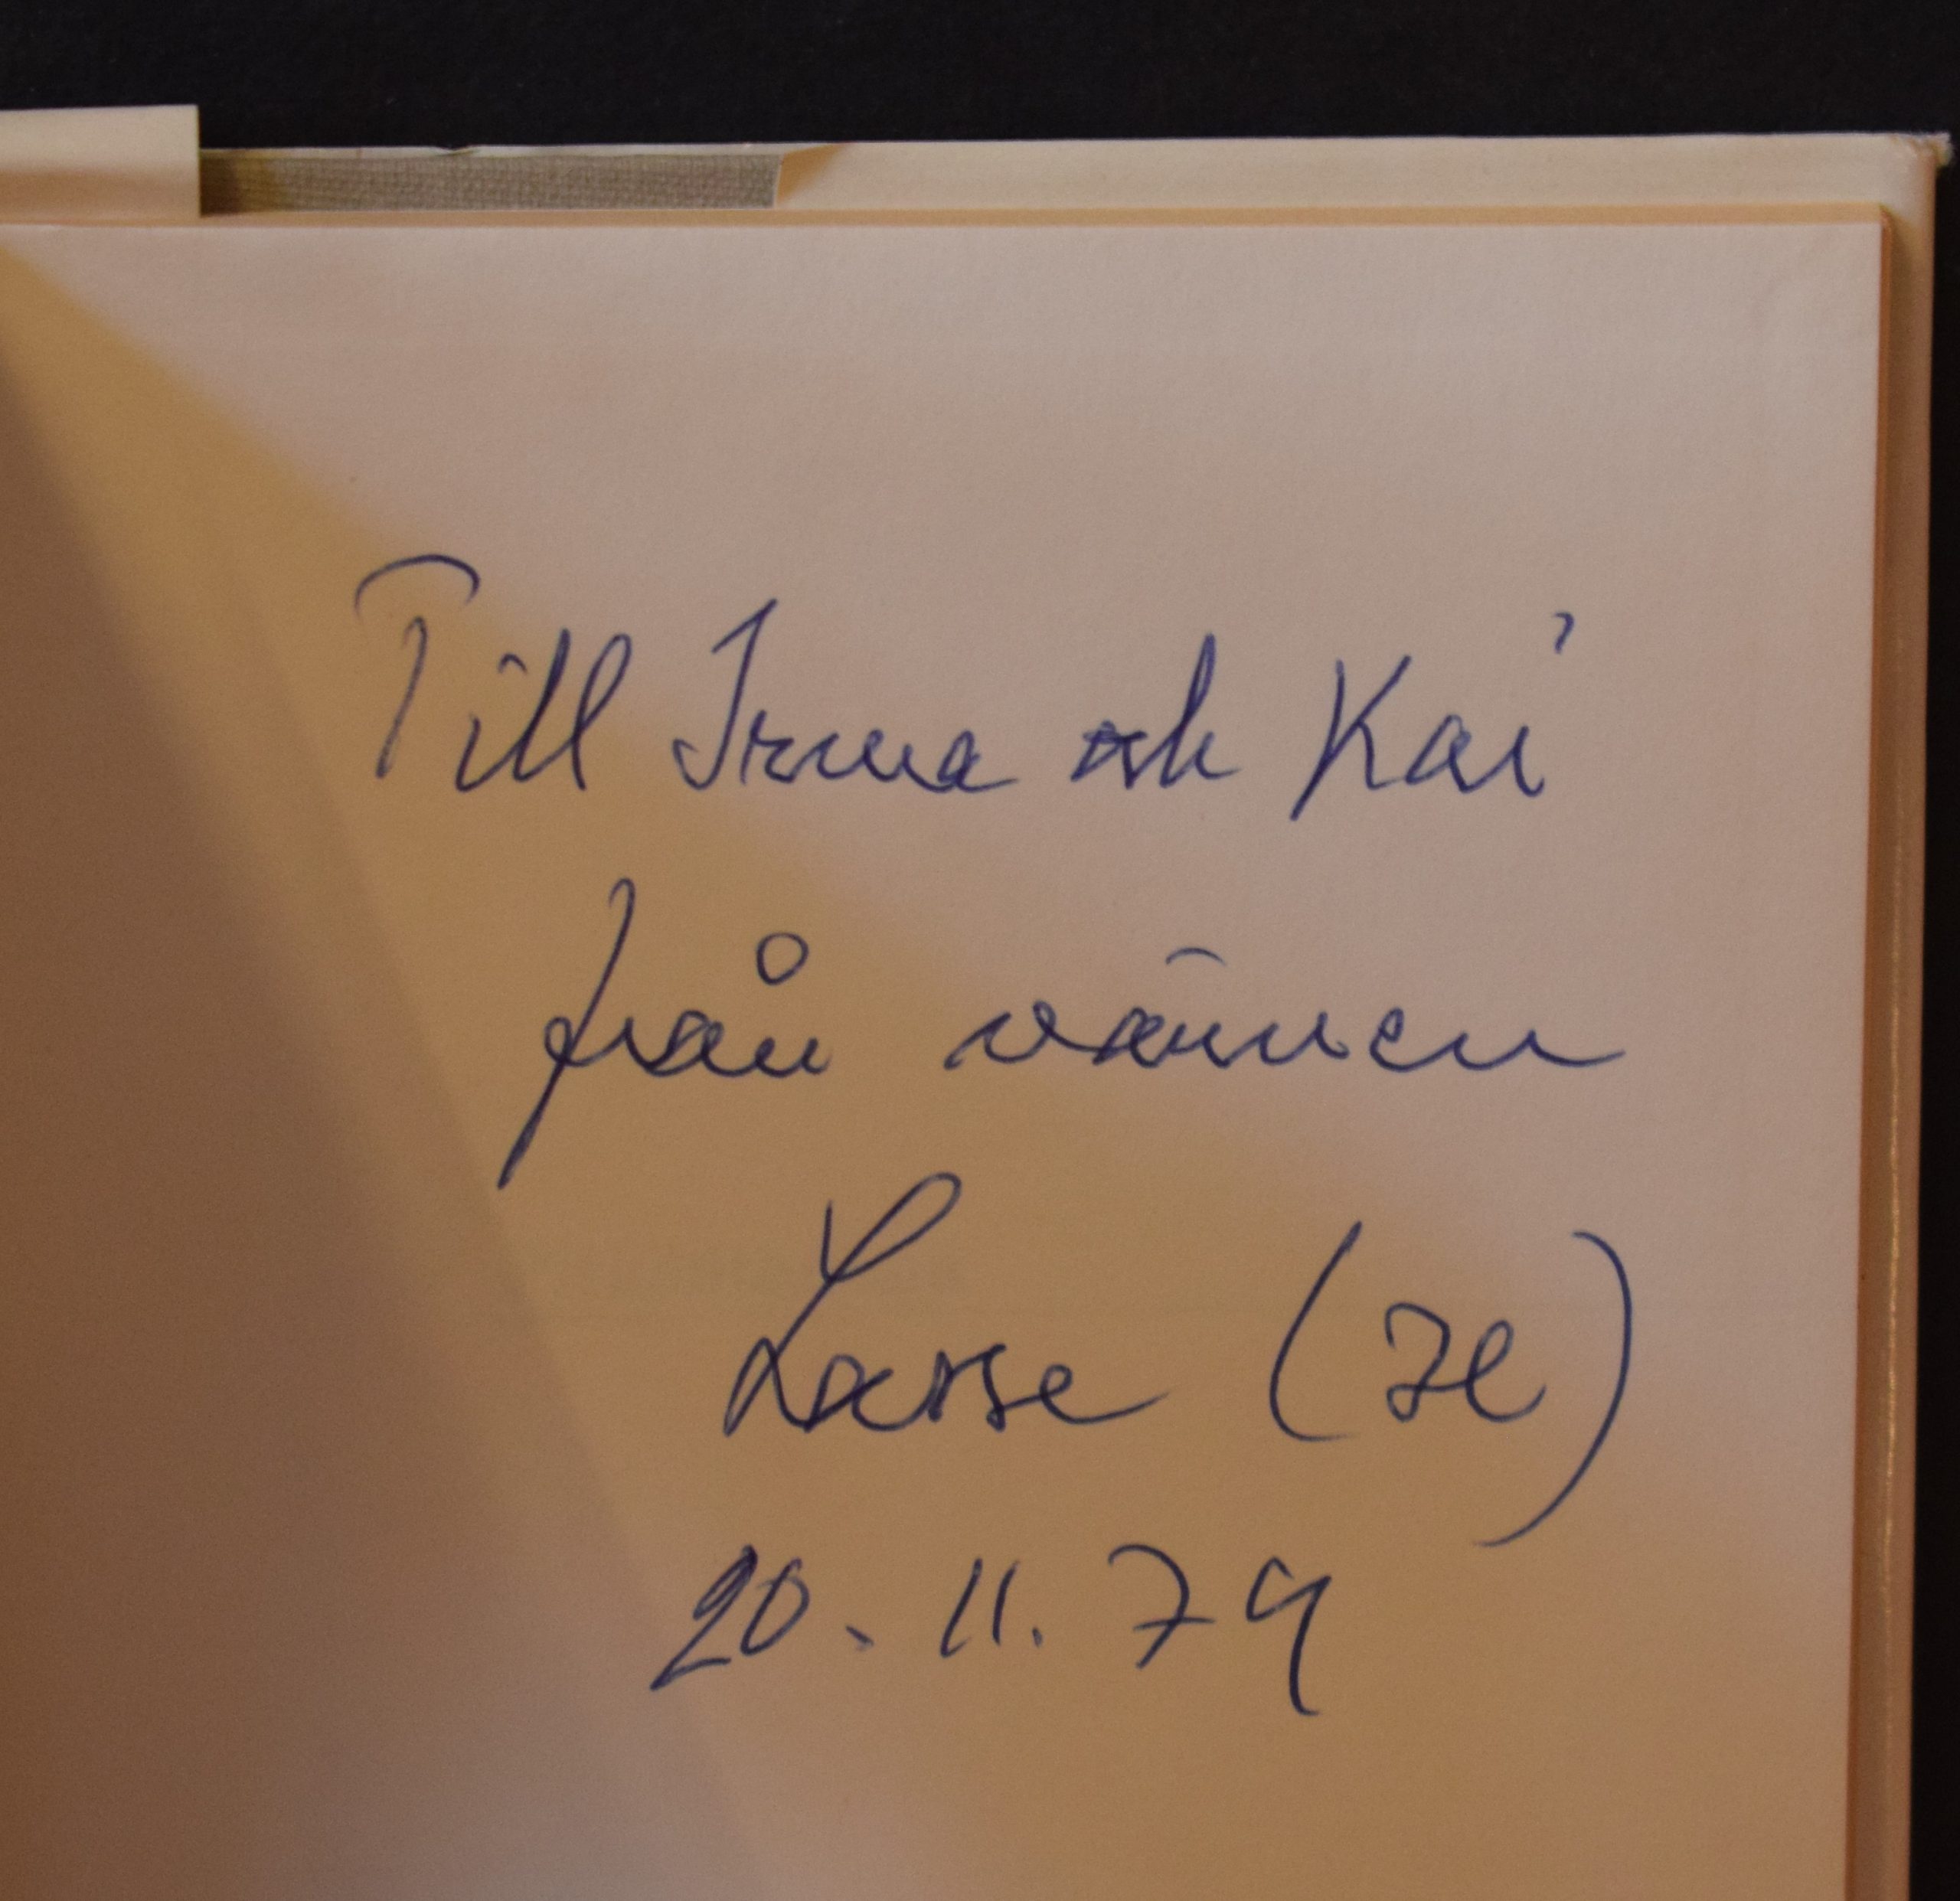 Till Irma och Kai
från vännen
Lasse (ze)
20. 11. 79